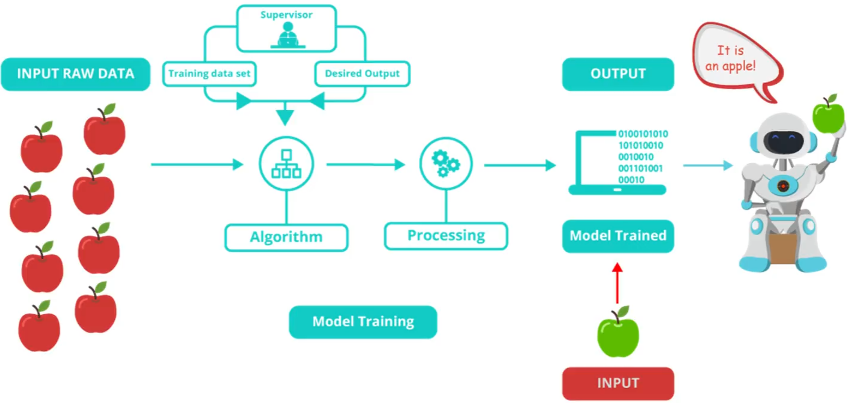 Supervisor
INPUT RAW DATA
Training data set
Desired Output
OUTPUT
It is
an apple!
0100101010
101010010
0010010
001101001
00010
Algorithm
Processing
Model Trained
Model Training
INPUT